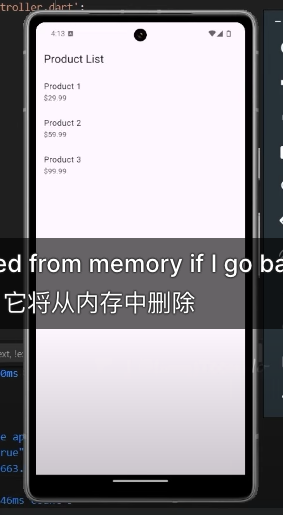 troller.dart':
4:13
Product List
Product 1
$29.99
Product 2
$59.99
Product 3
$99.99
ed from memory if I go ba
它将从内存中删除
ext, !e
0ms
e ap
rue"
663.
46ms